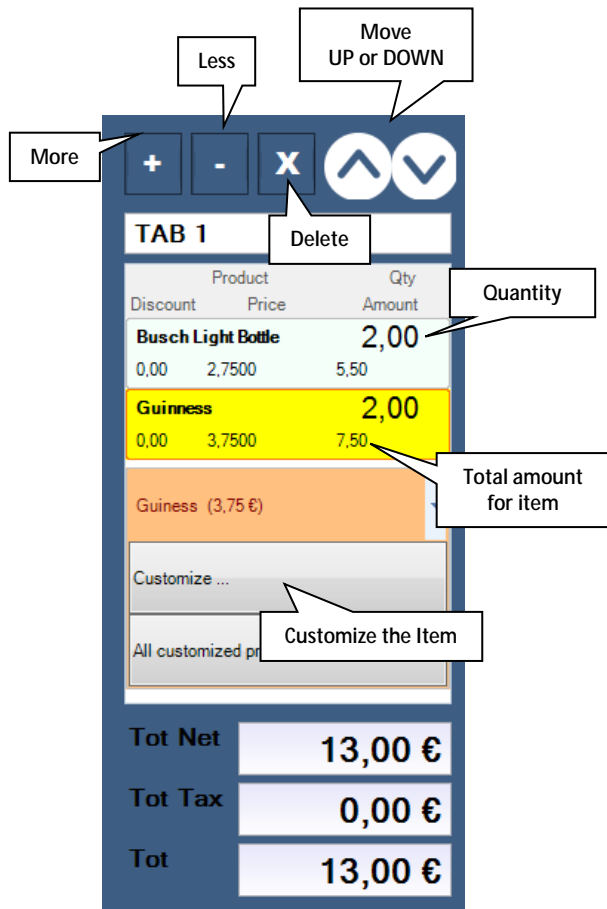 Move
UP or DOWN
Less
More
+ - X
TAB 1
Delete
Product Qty
Discount Price Amount
Quantity
Busch Light Bottle 2,00
0,00 2,7500 5,50
Guinness 2,00
0,00 3,7500 7,50
Total amount
for item
Guiness (3,75 €)
Customize ...
Customize the Item
All customized
Tot Net 13,00 €
Tot Tax 0,00 €
Tot 13,00 €